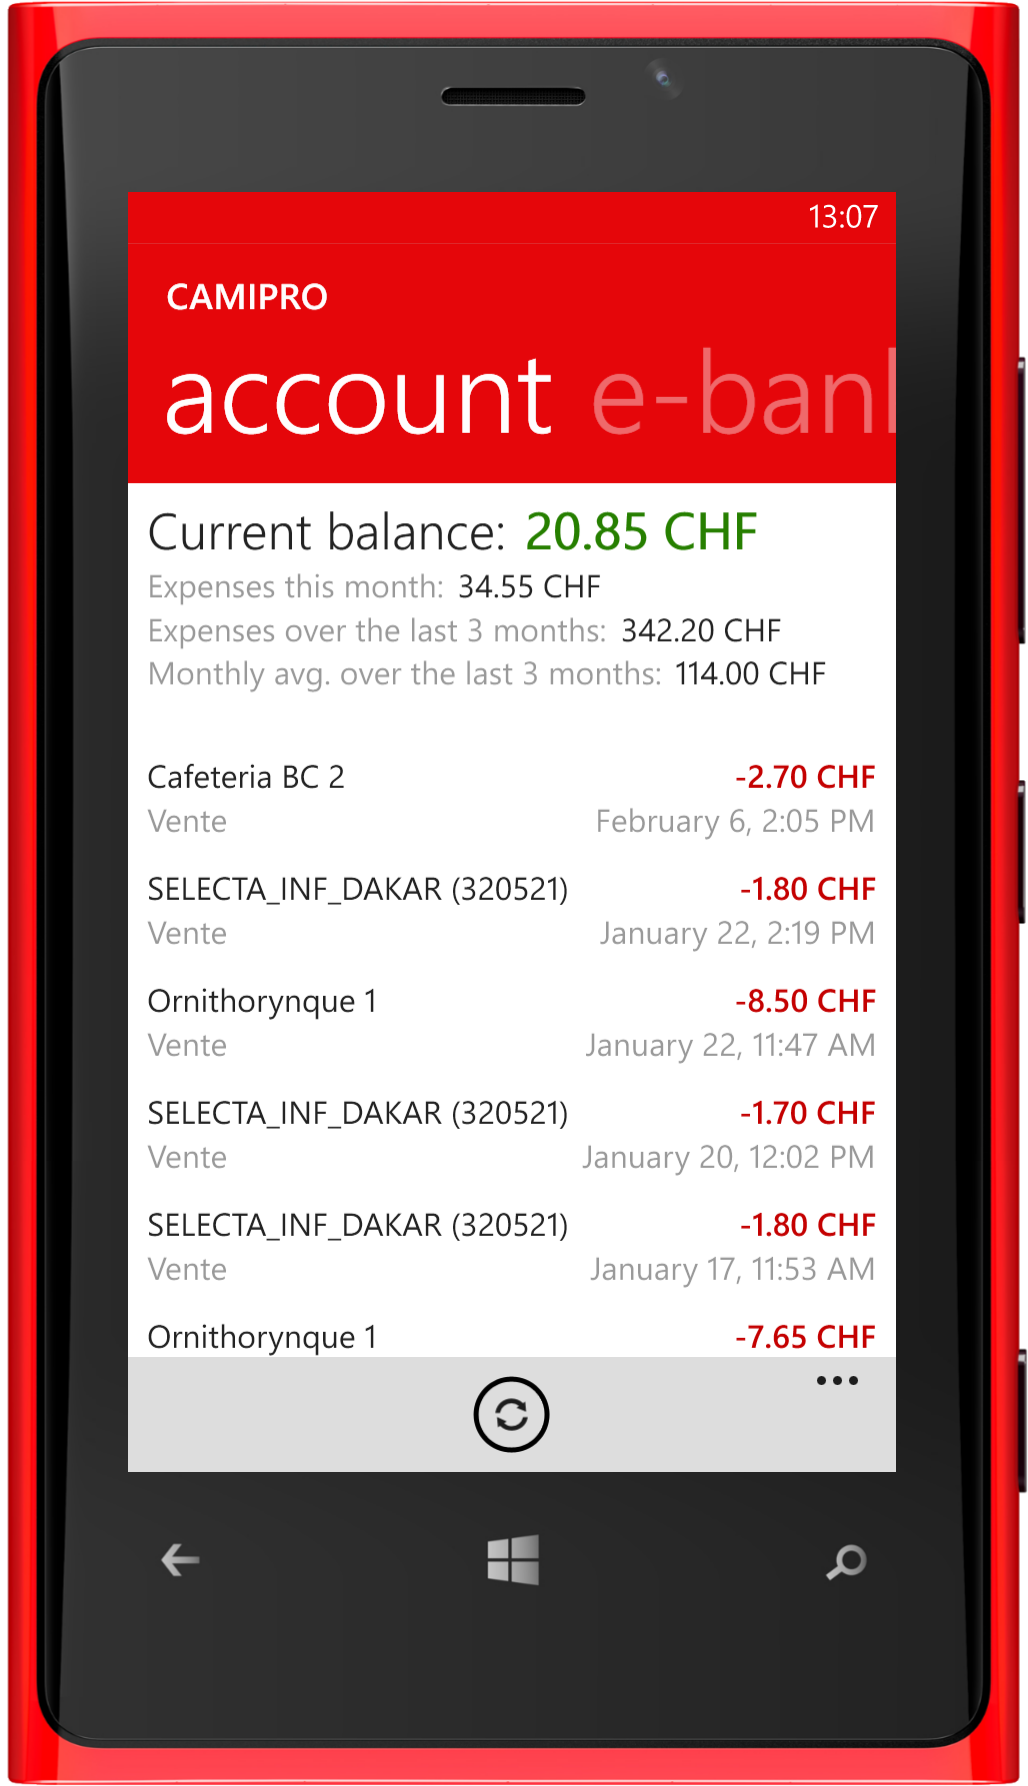 13:07
CAMIPRO
account e-bank
Current balance: 20.85 CHF
Expenses this month: 34.55 CHF
Expenses over the last 3 months: 342.20 CHF
Monthly avg. over the last 3 months: 114.00 CHF
Cafeteria BC 2 -2.70 CHF
Vente February 6, 2:05 PM
SELECTA_INF_DAKAR (320521) -1.80 CHF
Vente January 22, 2:19 PM
Ornithorynque 1 -8.50 CHF
Vente January 22, 11:47 AM
SELECTA_INF_DAKAR (320521) -1.70 CHF
Vente January 20, 12:02 PM
SELECTA_INF_DAKAR (320521) -1.80 CHF
Vente January 17, 11:53 AM
Ornithorynque 1 -7.65 CHF